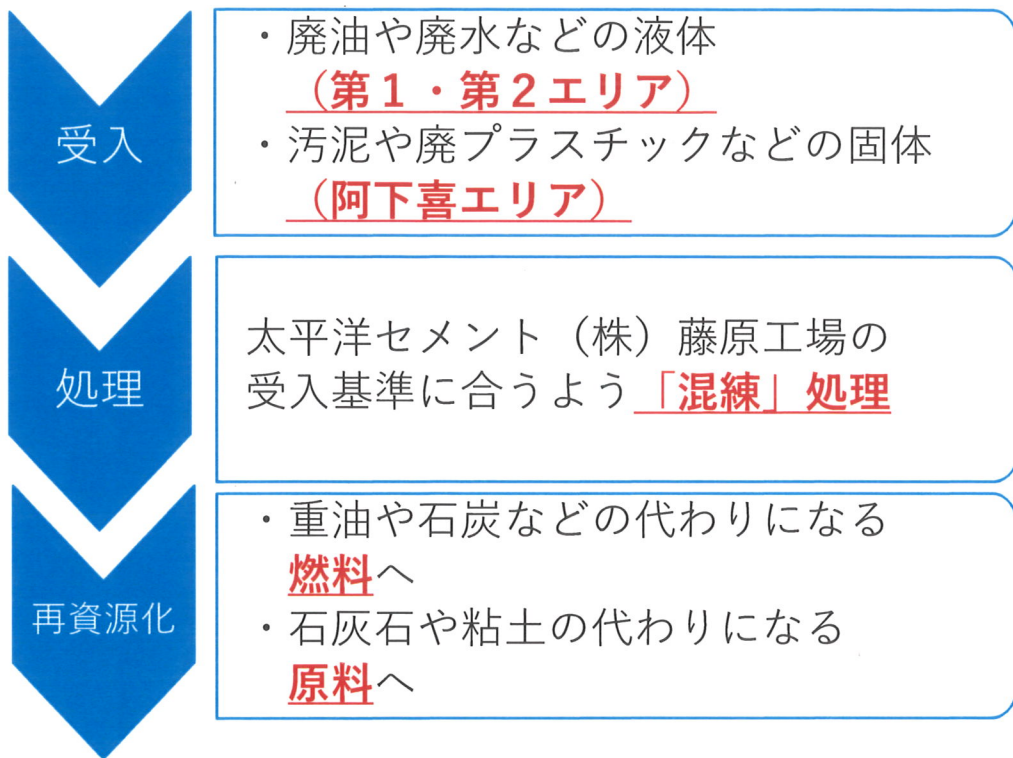 受入
・廃油や廃水などの液体
（第１・第２エリア）
・汚泥や廃プラスチックなどの固体
（阿下喜エリア）
処理
太平洋セメント（株）藤原工場の
受入基準に合うよう「混練」処理
再資源化
・重油や石炭などの代わりになる
燃料へ
・石灰石や粘土の代わりになる
原料へ